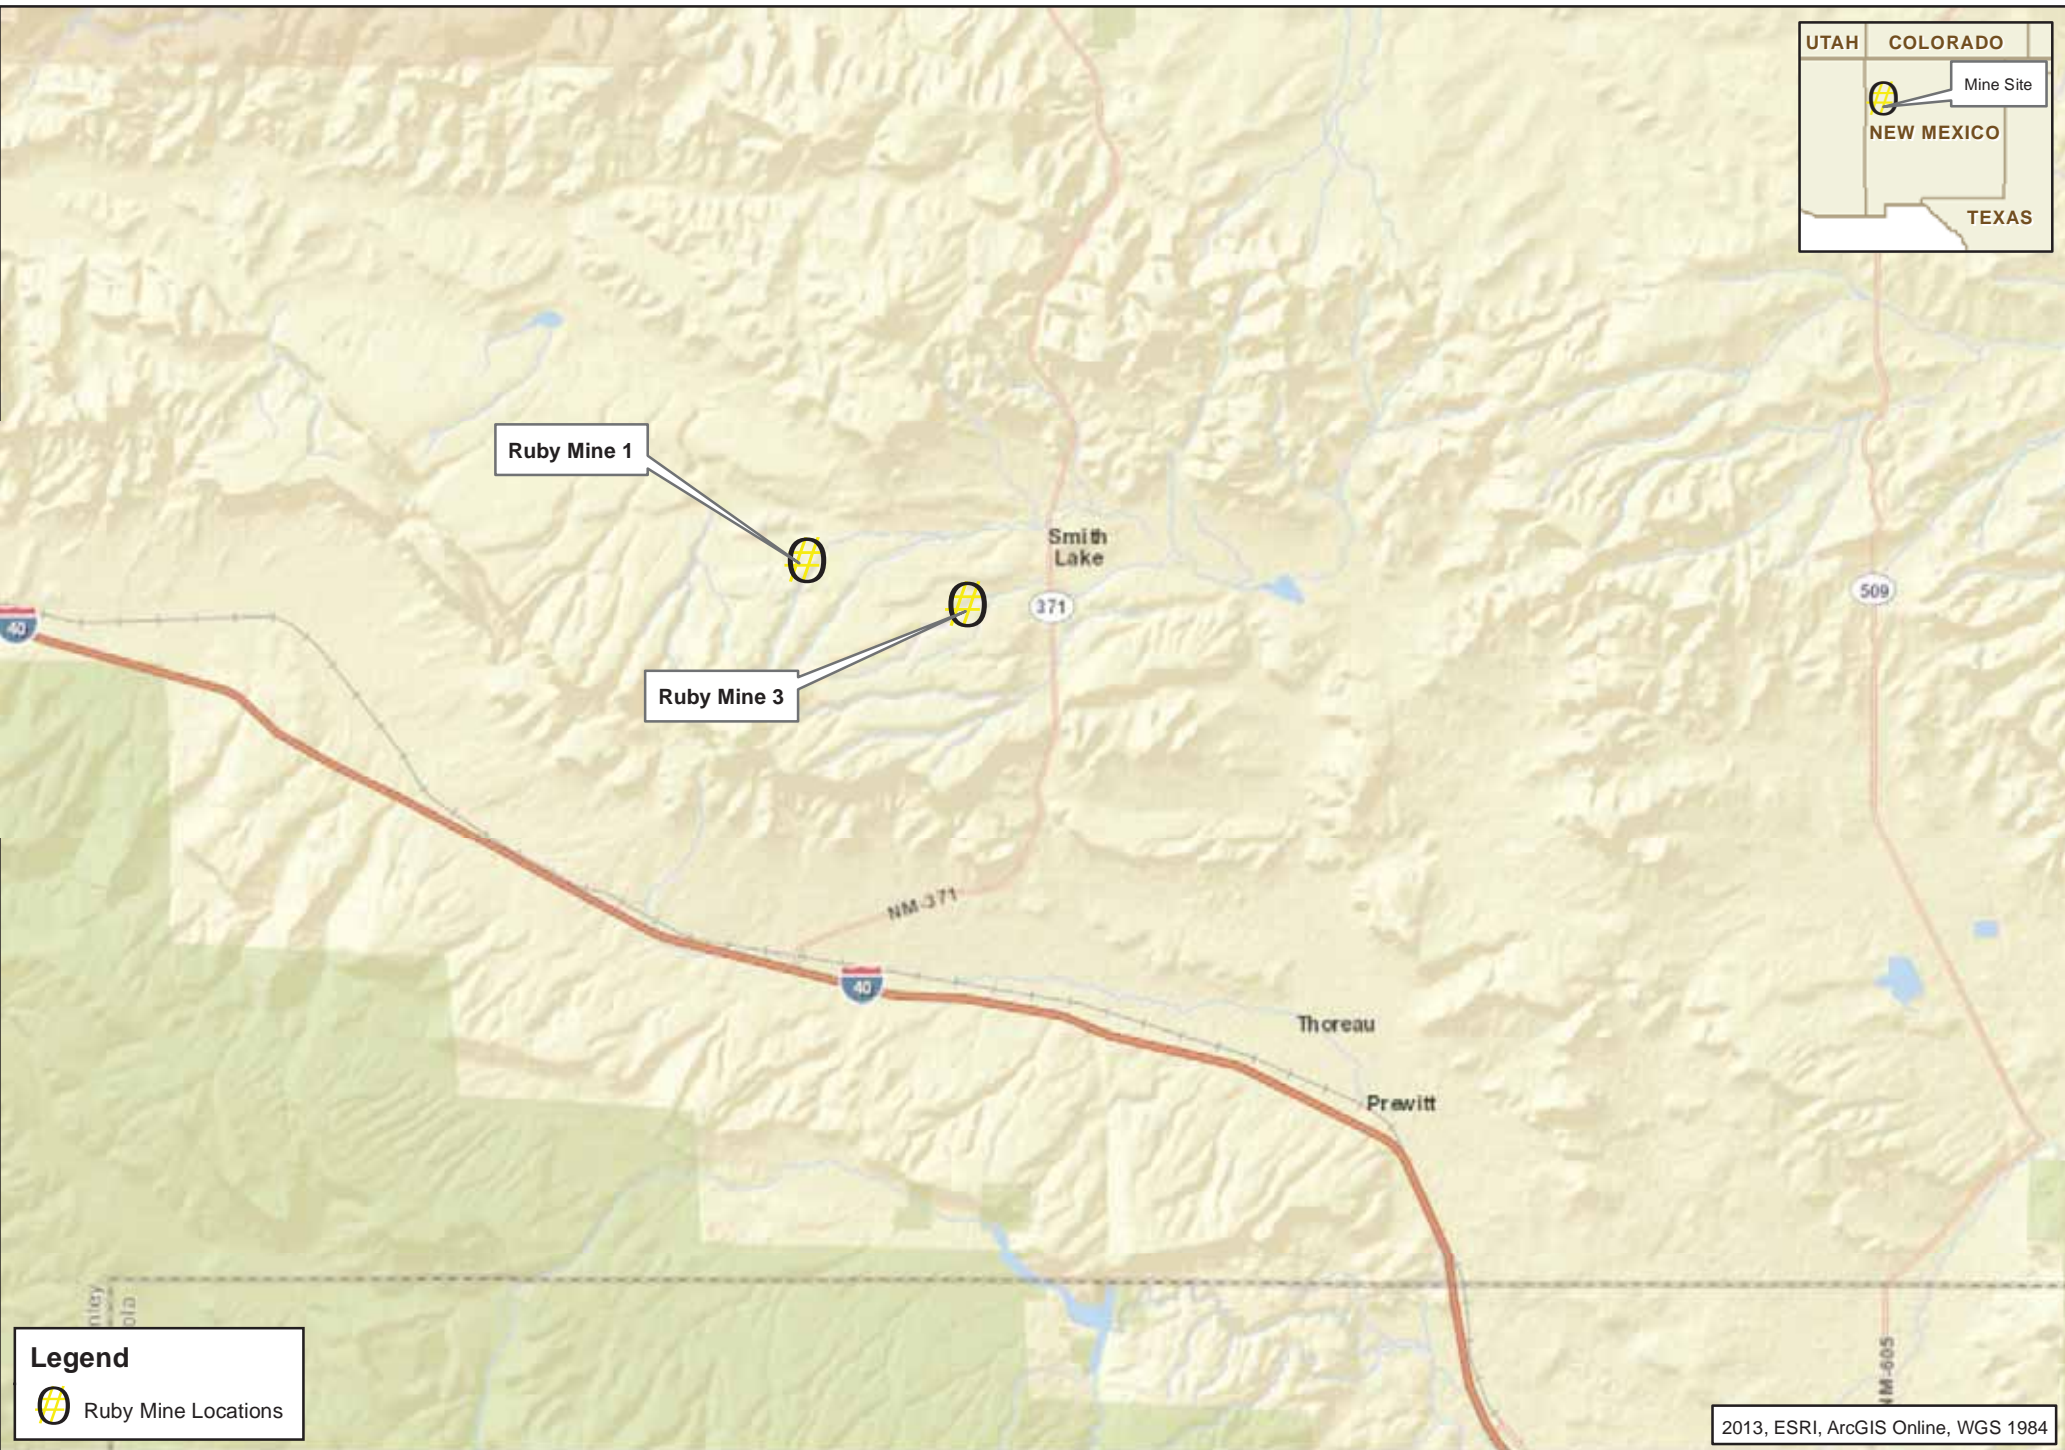 UTAH
COLORADO
Mine Site
NEW MEXICO
TEXAS
Ruby Mine 1
Smith
Lake
509
371
40
Ruby Mine 3
NM-371
40
Thoreau
Prewitt
Legend
Ruby Mine Locations
2013, ESRI, ArcGIS Online, WGS 1984